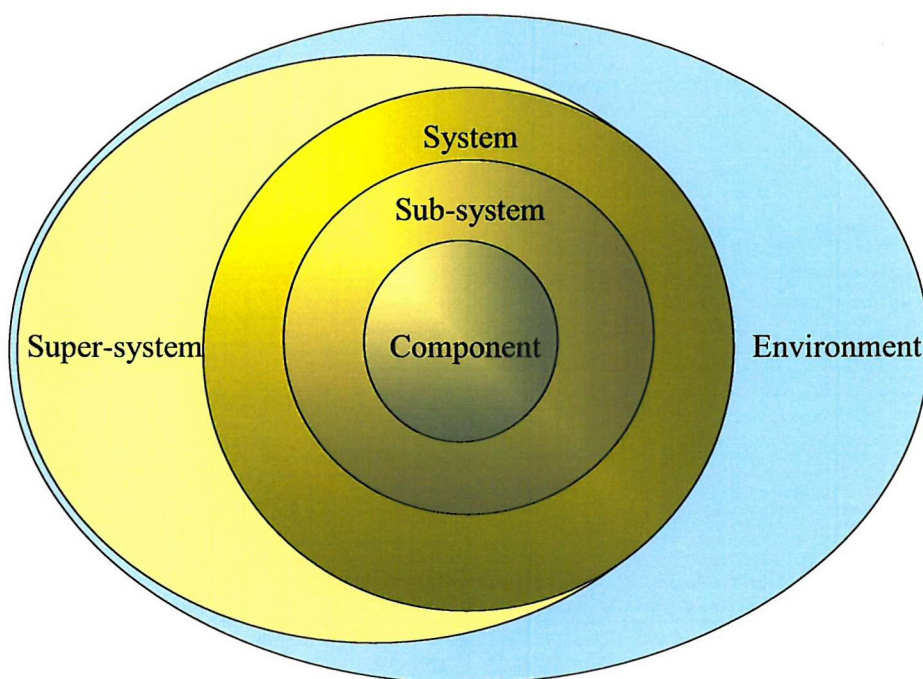 System
Sub-system
Super-system
Component
Environment